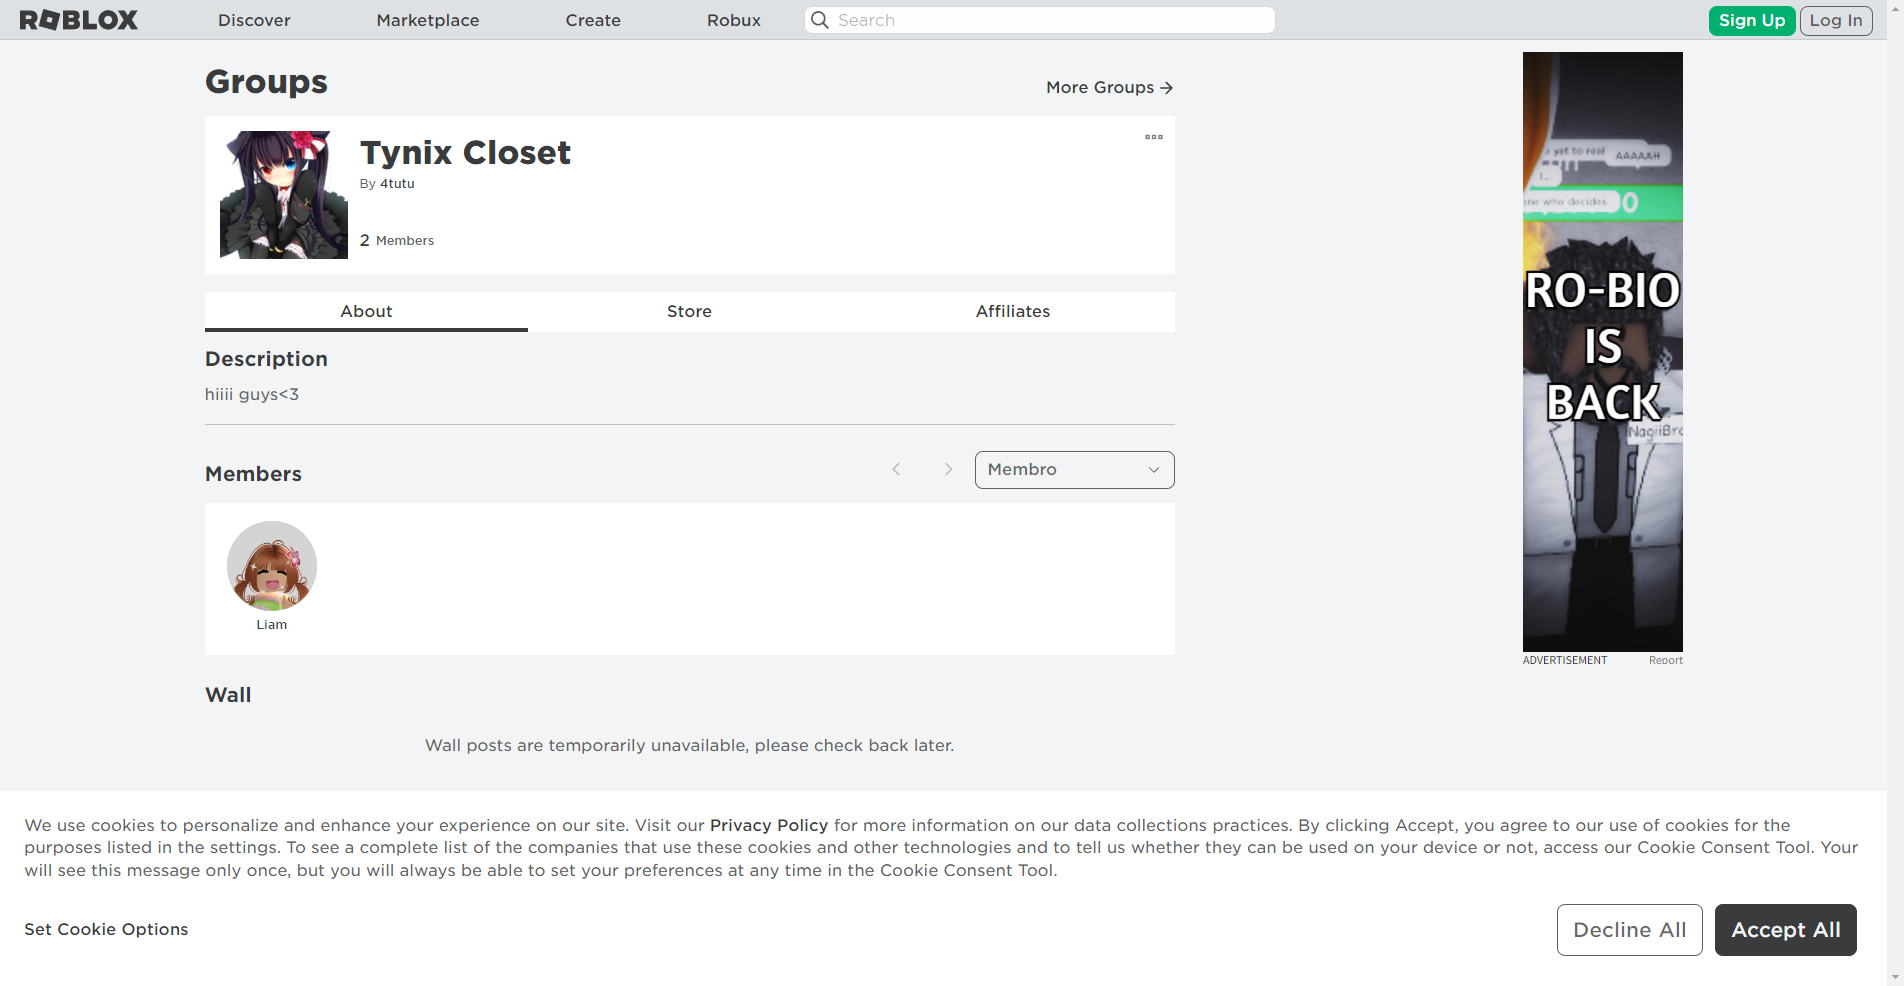 ROBLOX
Discover
Marketplace
Create
Robux
Search
Sign Up
Log In
Groups
More Groups
Tynix Closet
By 4tutu
2 Members
About
Store
Affiliates
Description
hiiii guys<3
Members
Membro
Liam
Wall
Wall posts are temporarily unavailable, please check back later.
yet to real
AAAAAH
one who decides..
RO-BIO
IS
BACK
ADVERTISEMENT
Report
We use cookies to personalize and enhance your experience on our site. Visit our Privacy Policy for more information on our data collections practices. By clicking Accept, you agree to our use of cookies for the
purposes listed in the settings. To see a complete list of the companies that use these cookies and other technologies and to tell us whether they can be used on your device or not, access our Cookie Consent Tool. Your
will see this message only once, but you will always be able to set your preferences at any time in the Cookie Consent Tool.
Set Cookie Options
Decline All
Accept All